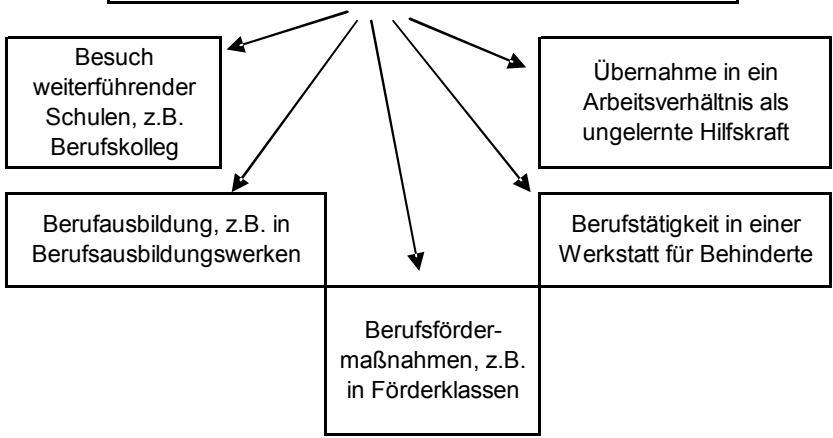 Besuch
weiterführender
Schulen, z.B.
Berufskolleg
Übernahme in ein
Arbeitsverhältnis als
ungelernte Hilfskraft
Berufausbildung, z.B. in
Berufsausbildungswerken
Berufstätigkeit in einer
Werkstatt für Behinderte
Berufsförder-
maßnahmen, z.B.
in Förderklassen